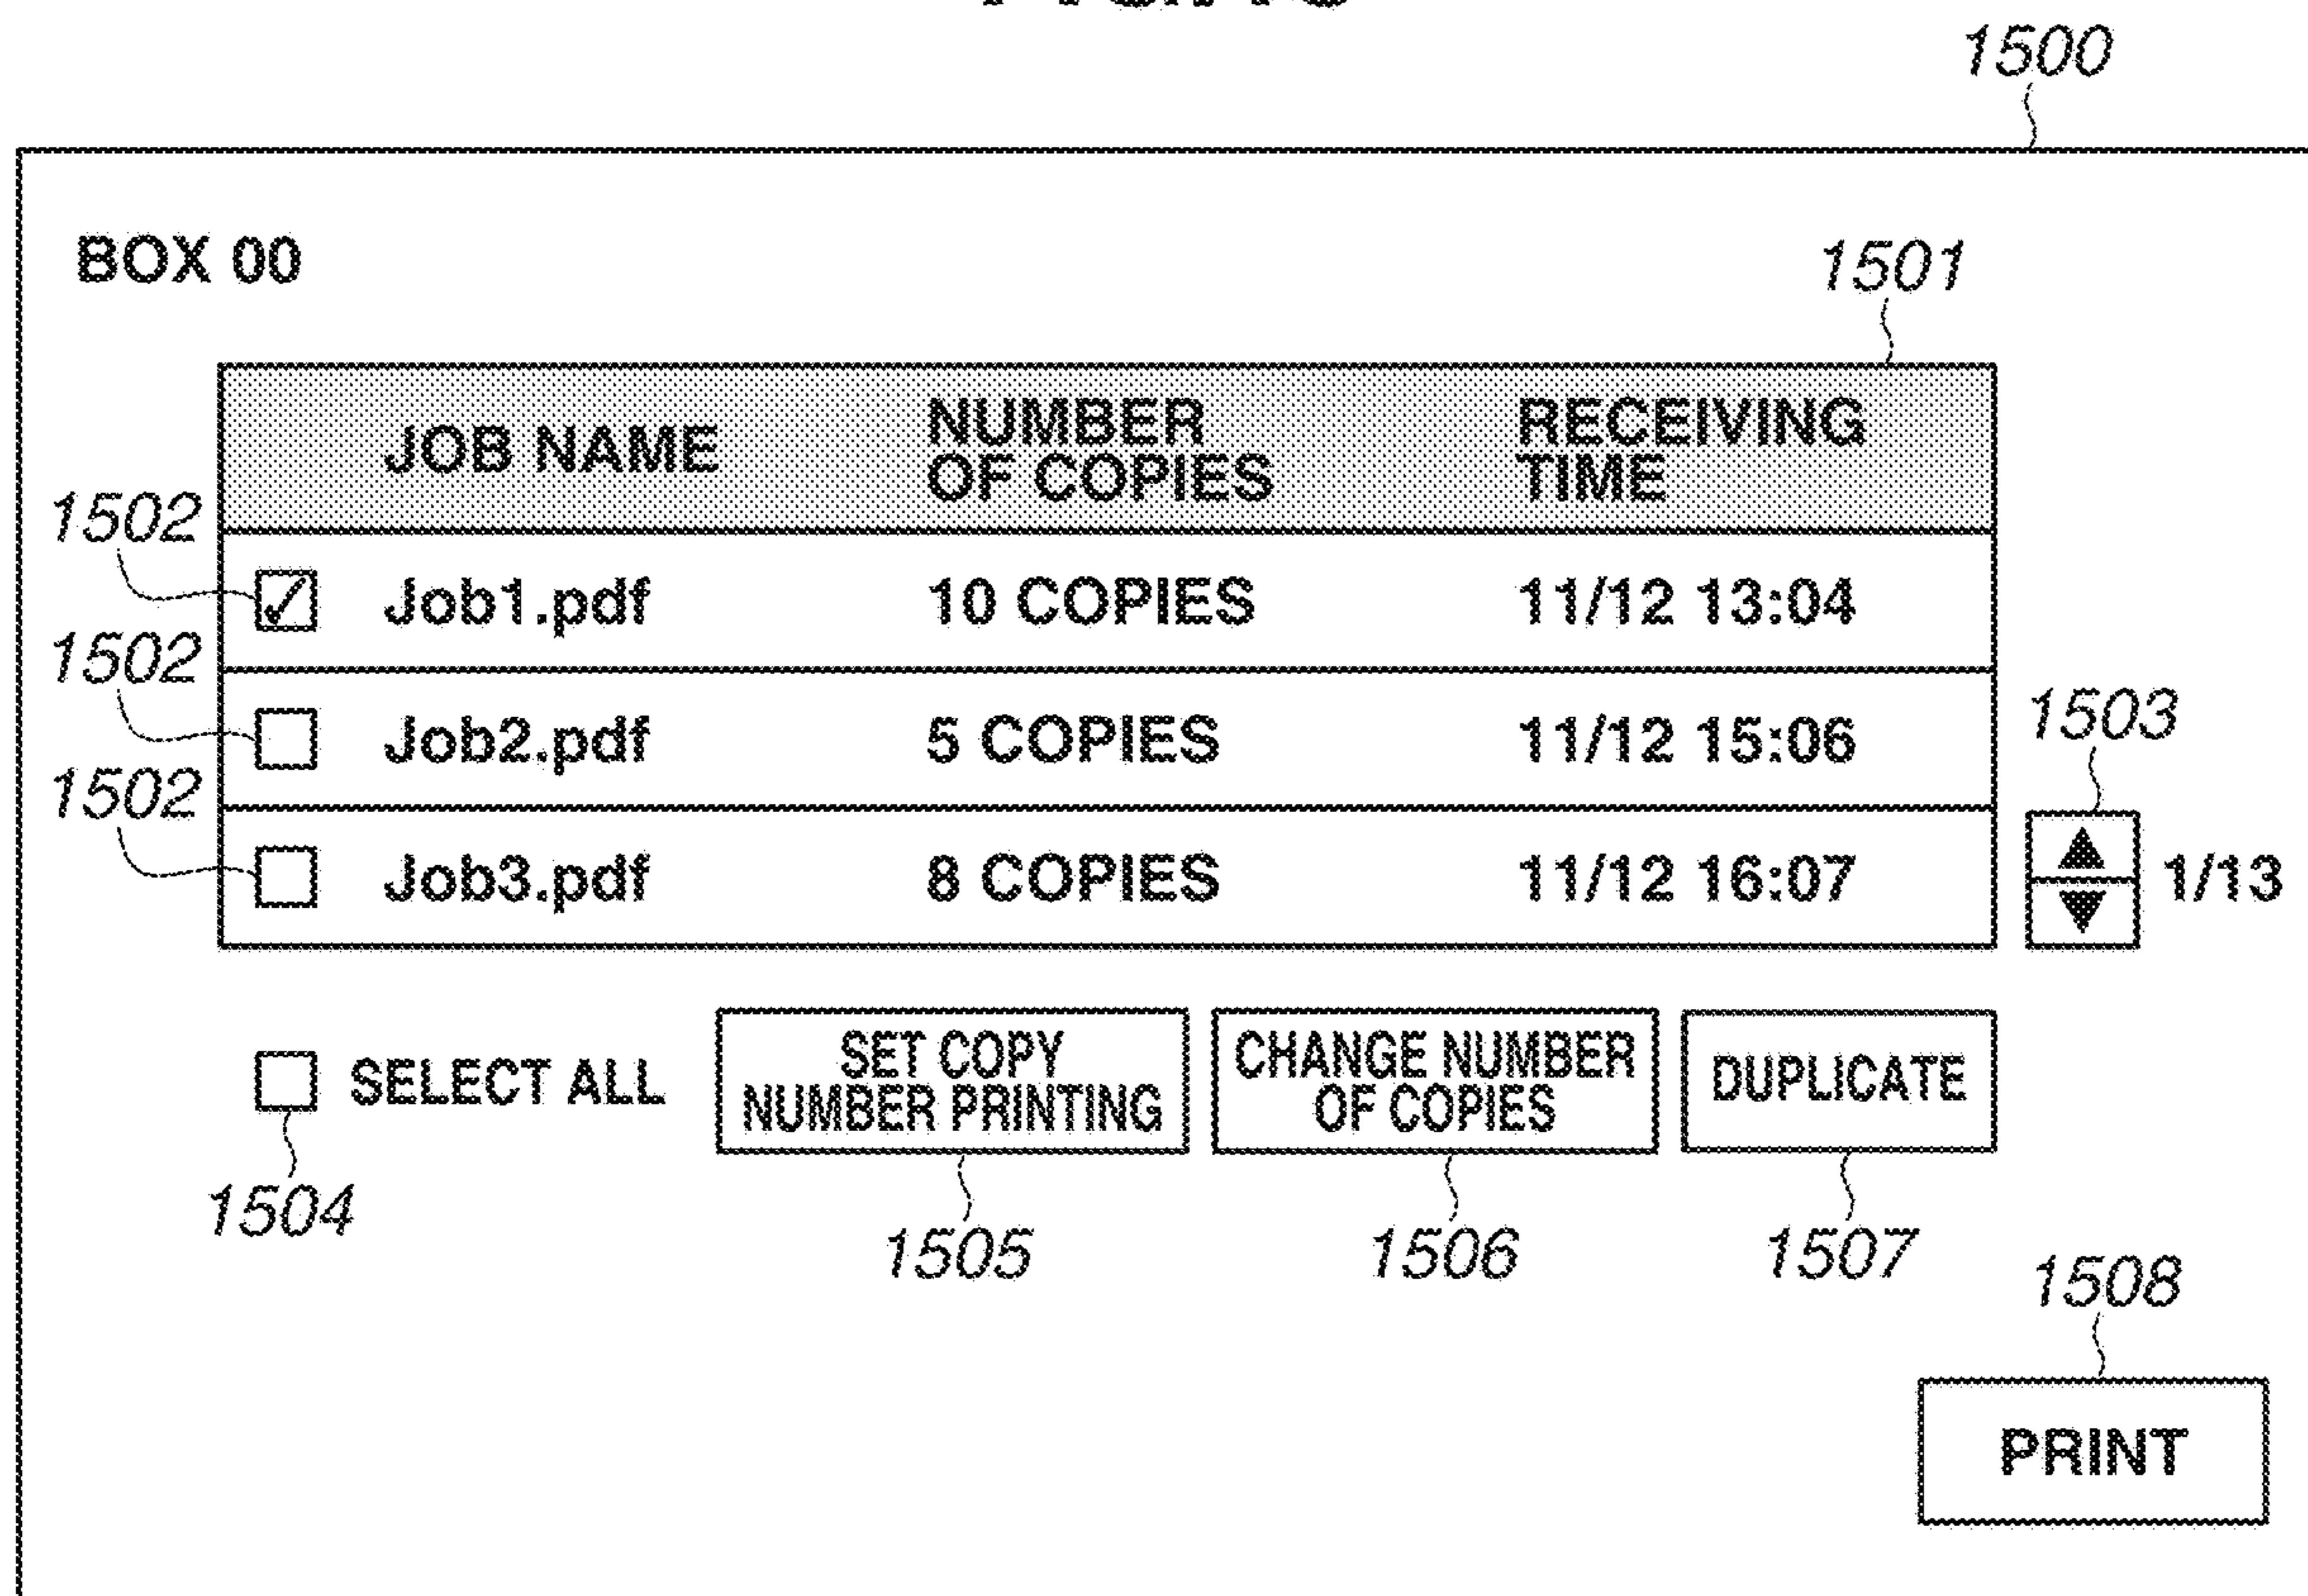 1500
BOX 00
1501
JOB NAME
NUMBER
OF COPIES
RECEIVING
TIME
1502
Job1.pdf
10 COPIES
11/12 13:04
1502
Job2.pdf
5 COPIES
11/12 15:06
1503
1502
Job3.pdf
8 COPIES
11/12 16:07
1/13
SELECT ALL
SET COPY
NUMBER PRINTING
CHANGE NUMBER
OF COPIES
DUPLICATE
1504
1505
1506
1507
1508
PRINT